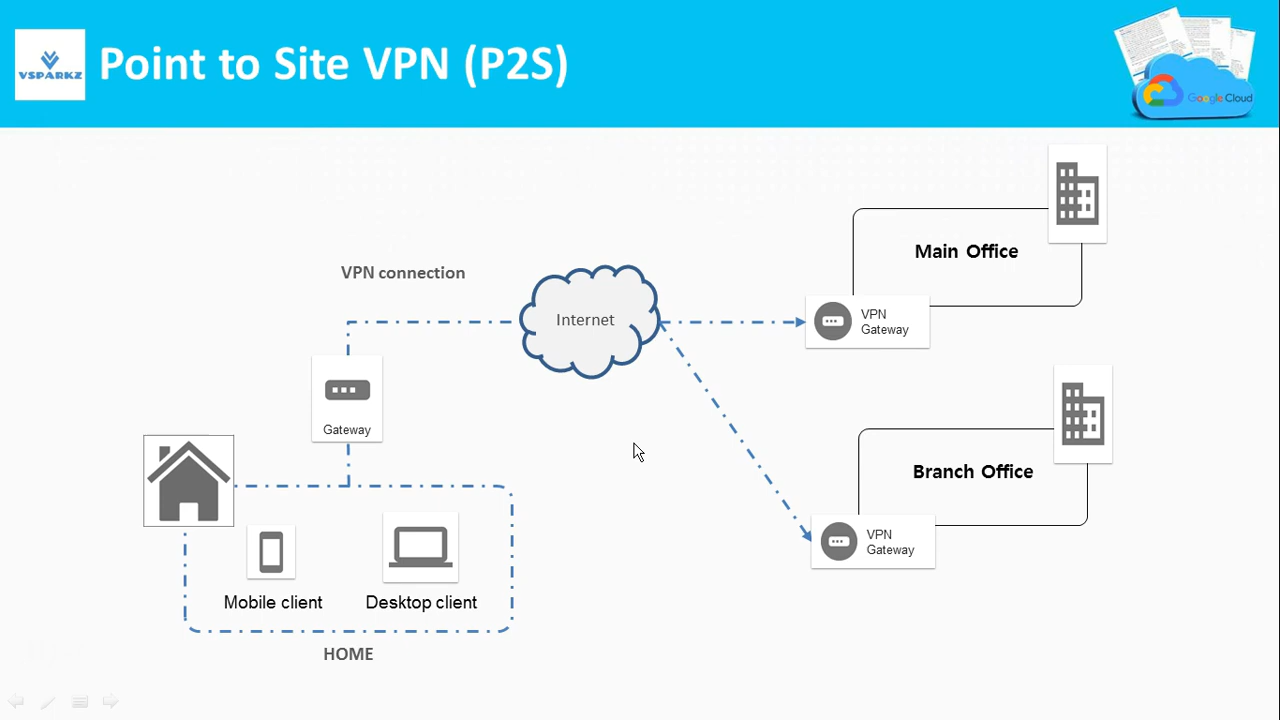 VSPARKZ
Point to Site VPN (P2S)
Google Cloud
Main Office
VPN connection
Internet
VPN
Gateway
Gateway
Branch Office
VPN
Gateway
Mobile client
Desktop client
HOME